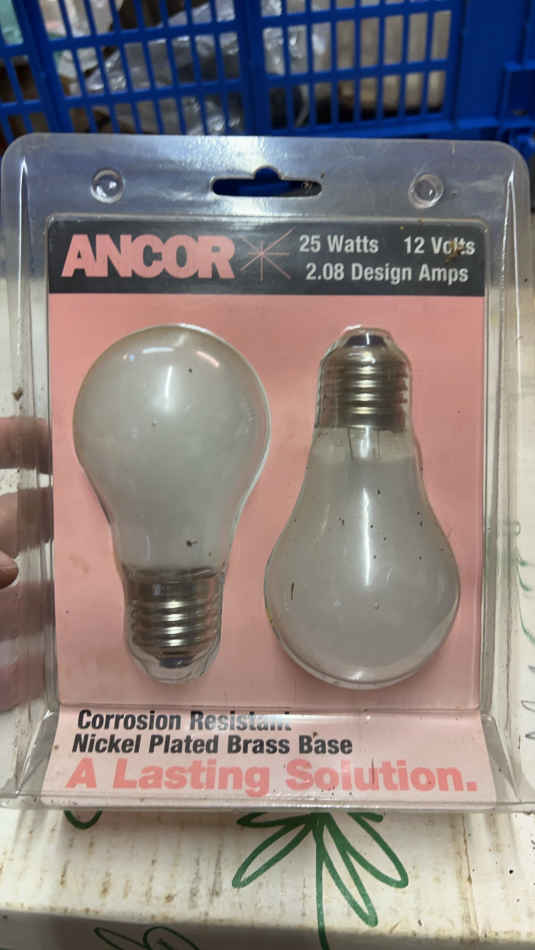 ANCOR
25 Watts 12 Volts
2.08 Design Amps
Corrosion Resistant
Nickel Plated Brass Base
A Lasting Solution.